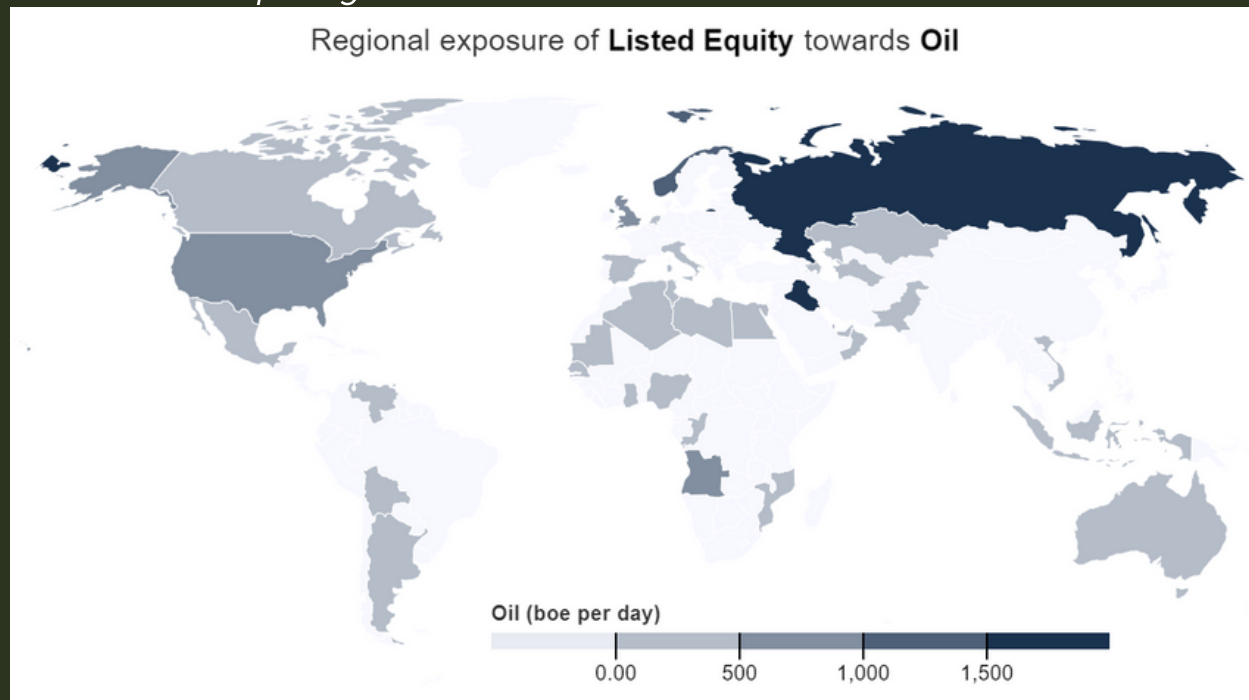 Regional exposure of Listed Equity towards Oil
Oil (boe per day)
0.00 500 1,000 1,500